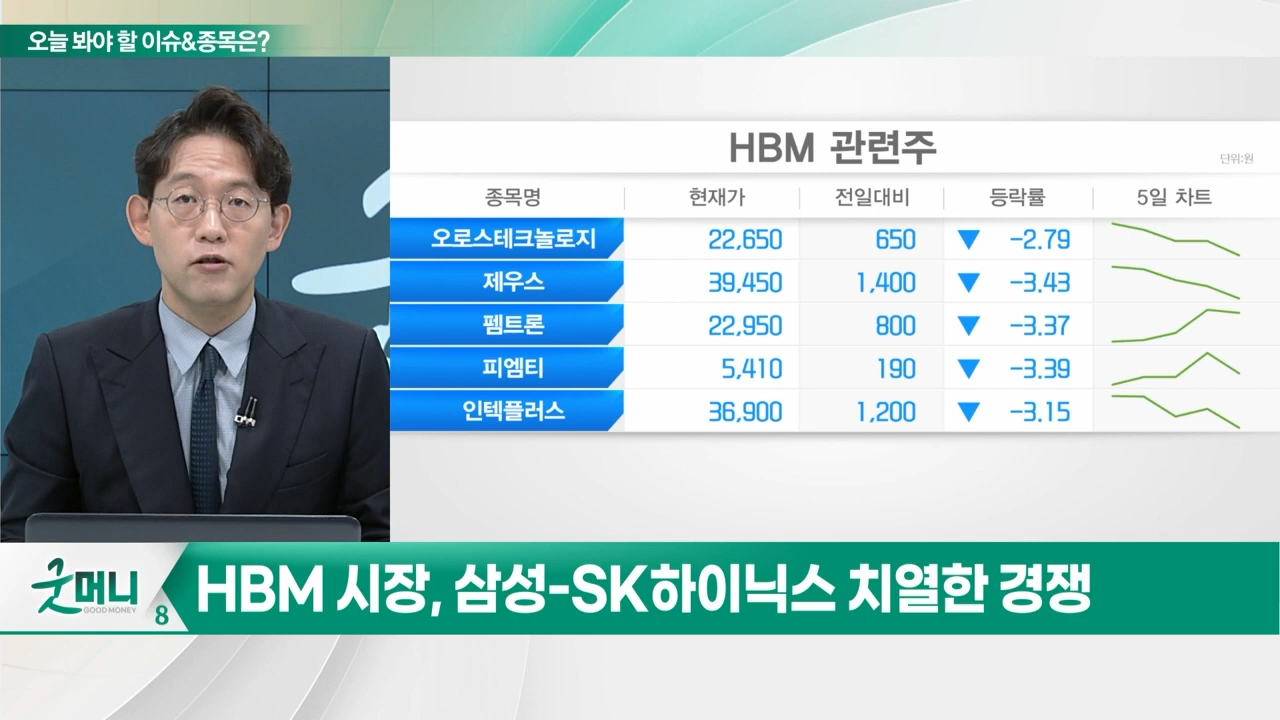 오늘 봐야 할 이슈&종목은?
HBM 관련주
단위:원
종목명 현재가 전일대비 등락률 5일 차트
오로스테크놀로지 22,650 650 ▼ -2.79
제우스 39,450 1,400 ▼ -3.43
펨트론 22,950 800 ▼ -3.37
피엠티 5,410 190 ▼ -3.39
인텍플러스 36,900 1,200 ▼ -3.15
굿머니
GOOD MONEY
8
HBM 시장, 삼성-SK하이닉스 치열한 경쟁